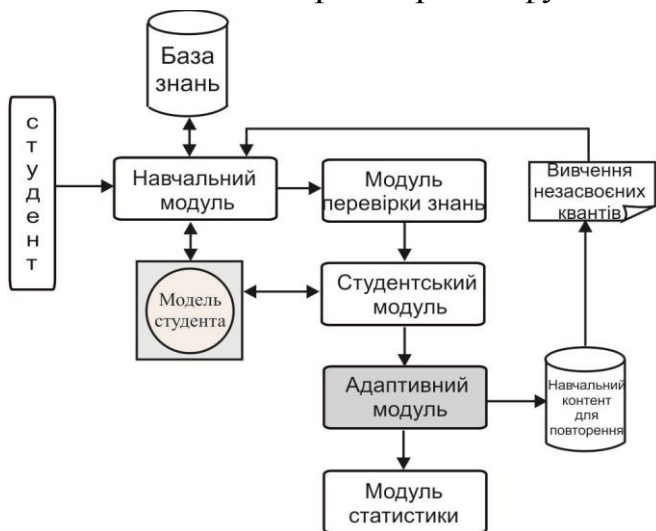 База
знань
студент
Навчальний
модуль
Модуль
перевірки знань
Вивчення
незасвоєних
квантів
Модель
студента
Студентський
модуль
Адаптивний
модуль
Навчальний
контент
для
повторення
Модуль
статистики